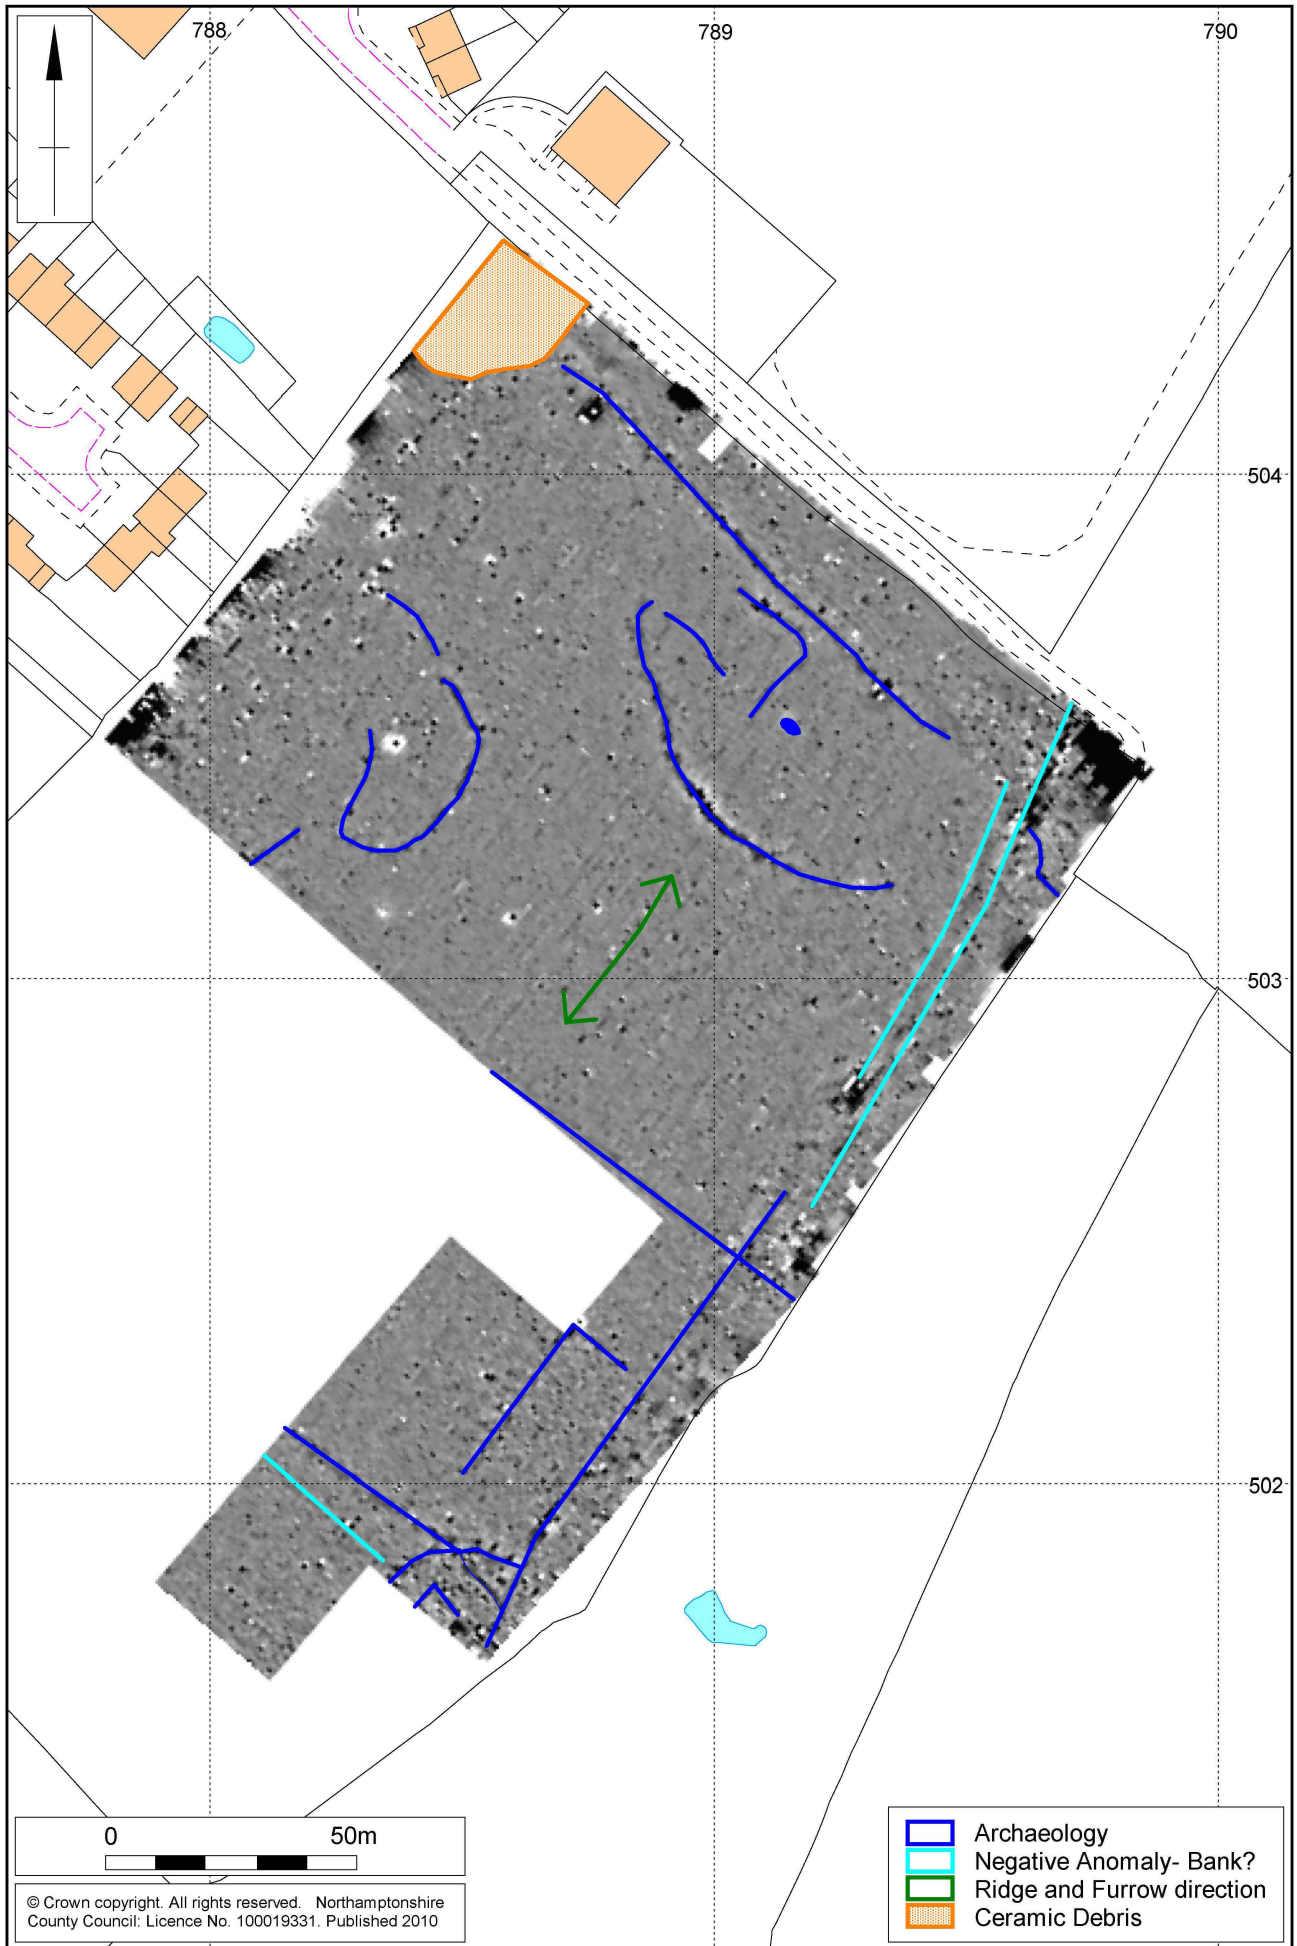 788
789
790
504
503
502
0 50m
© Crown copyright. All rights reserved. Northamptonshire
County Council: Licence No. 100019331. Published 2010
Archaeology
Negative Anomaly- Bank?
Ridge and Furrow direction
Ceramic Debris